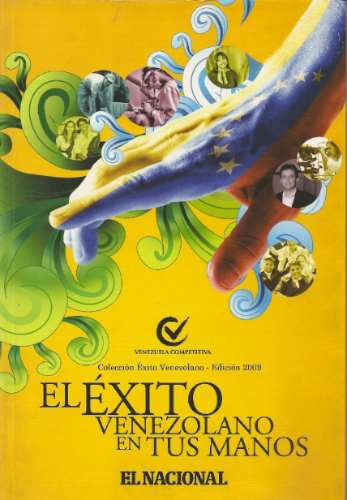 VENEZUELA COMPETITIVA
Colección Éxito Venezolano - Edición 2009
EL ÉXITO
VENEZOLANO
EN TUS MANOS
EL NACIONAL